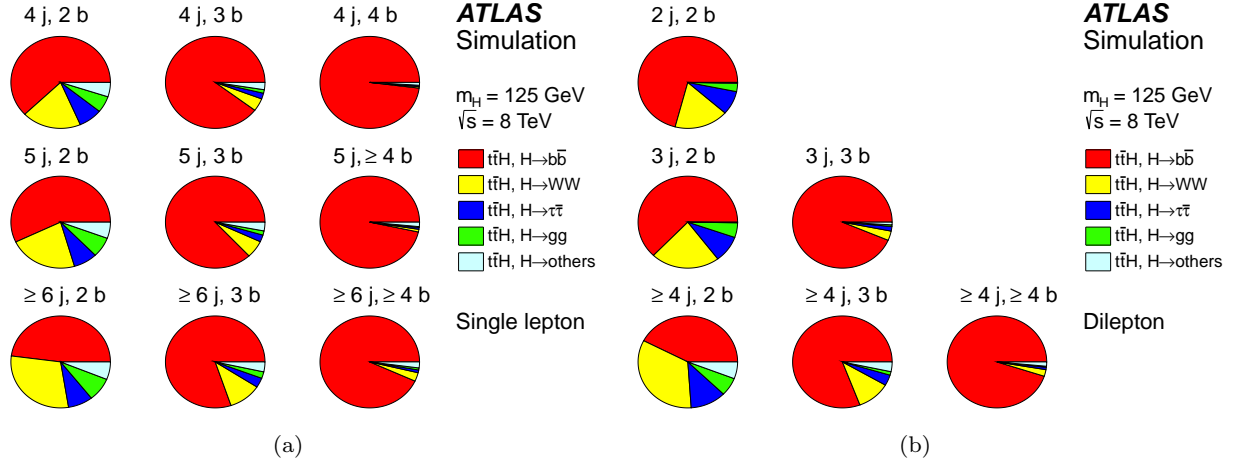 4 j, 2 b
4 j, 3 b
4 j, 4 b
ATLAS
Simulation
m_H = 125 GeV
√s = 8 TeV
5 j, 2 b
5 j, 3 b
5 j, ≥ 4 b
tt̄H, H→bb̄
tt̄H, H→WW
tt̄H, H→ττ̄
tt̄H, H→gg
tt̄H, H→others
≥ 6 j, 2 b
≥ 6 j, 3 b
≥ 6 j, ≥ 4 b
Single lepton
(a)
2 j, 2 b
ATLAS
Simulation
m_H = 125 GeV
√s = 8 TeV
3 j, 2 b
3 j, 3 b
tt̄H, H→bb̄
tt̄H, H→WW
tt̄H, H→ττ̄
tt̄H, H→gg
tt̄H, H→others
≥ 4 j, 2 b
≥ 4 j, 3 b
≥ 4 j, ≥ 4 b
Dilepton
(b)